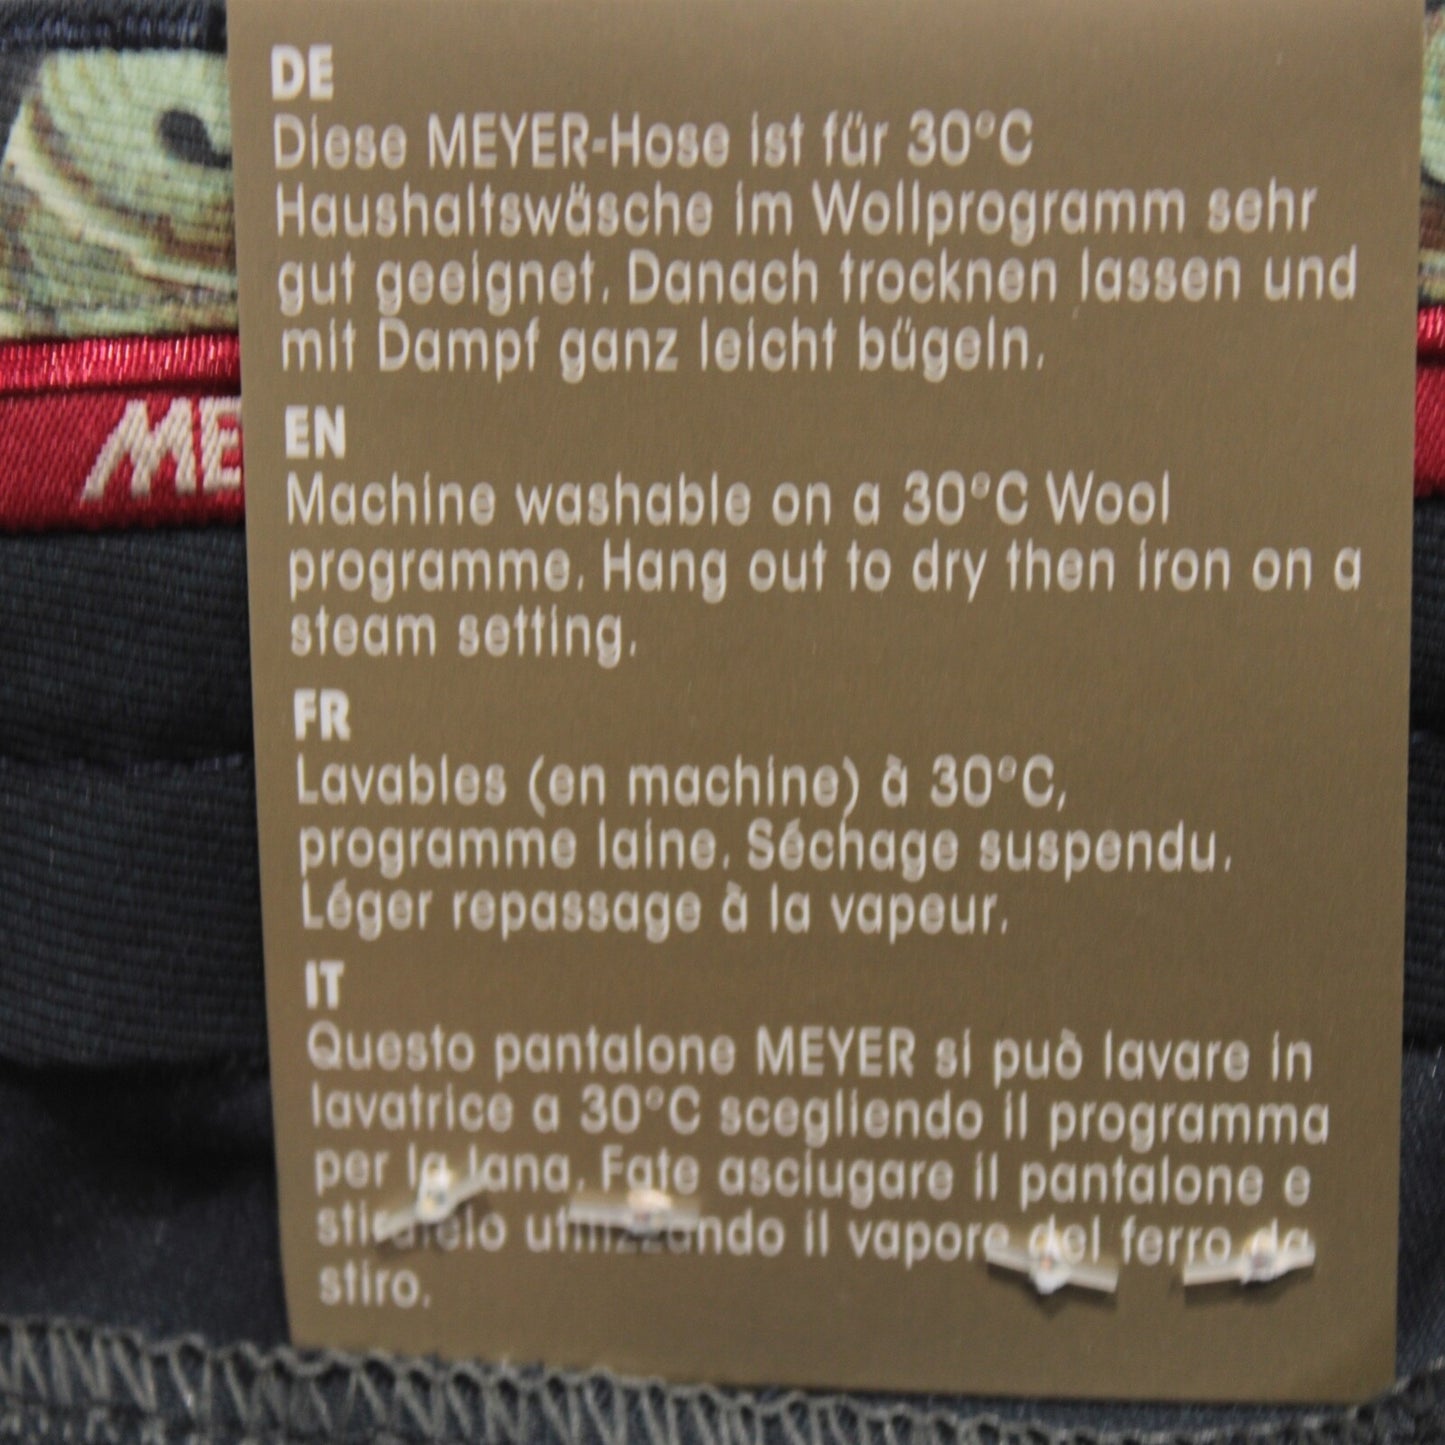 DE
Diese MEYER-Hose ist für 30°C
Haushaltswäsche im Wollprogramm sehr
gut geeignet. Danach trocknen lassen und
mit Dampf ganz leicht bügeln.
ME
EN
Machine washable on a 30°C Wool
programme. Hang out to dry then iron on a
steam setting.
FR
Lavables (en machine) à 30°C,
programme laine. Séchage suspendu.
Léger repassage à la vapeur.
IT
Questo pantalone MEYER si può lavare in
lavatrice a 30°C scegliendo il programma
per la lana. Fate asciugare il pantalone e
stiratelo utilizzando il vapore del ferro da
stiro.